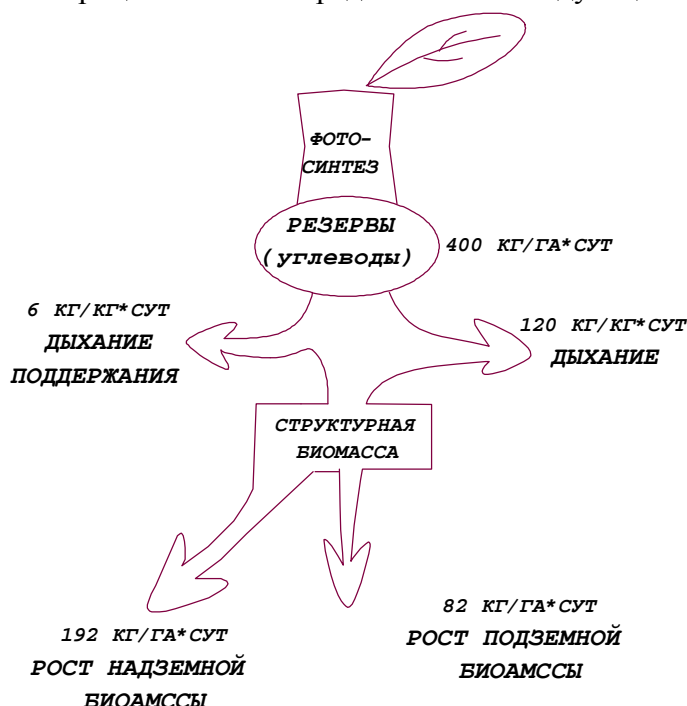 ФОТО-
СИНТЕЗ
РЕЗЕРВЫ
(углеводы)
400 КГ/ГА*СУТ
6 КГ/КГ*СУТ
ДЫХАНИЕ
ПОДДЕРЖАНИЯ
120 КГ/КГ*СУТ
ДЫХАНИЕ
СТРУКТУРНАЯ
БИОМАССА
192 КГ/ГА*СУТ
РОСТ НАДЗЕМНОЙ
БИОАМССЫ
82 КГ/ГА*СУТ
РОСТ ПОДЗЕМНОЙ
БИОАМССЫ